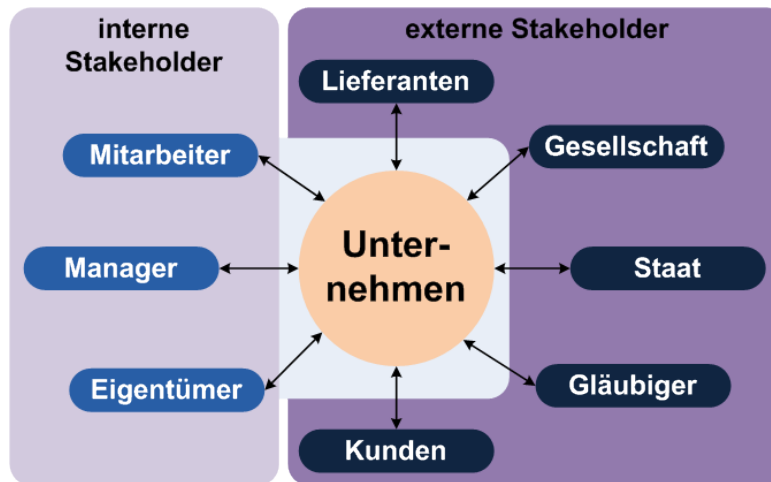 interne
Stakeholder
externe Stakeholder
Lieferanten
Mitarbeiter
Gesellschaft
Unter-
nehmen
Manager
Staat
Eigentümer
Gläubiger
Kunden